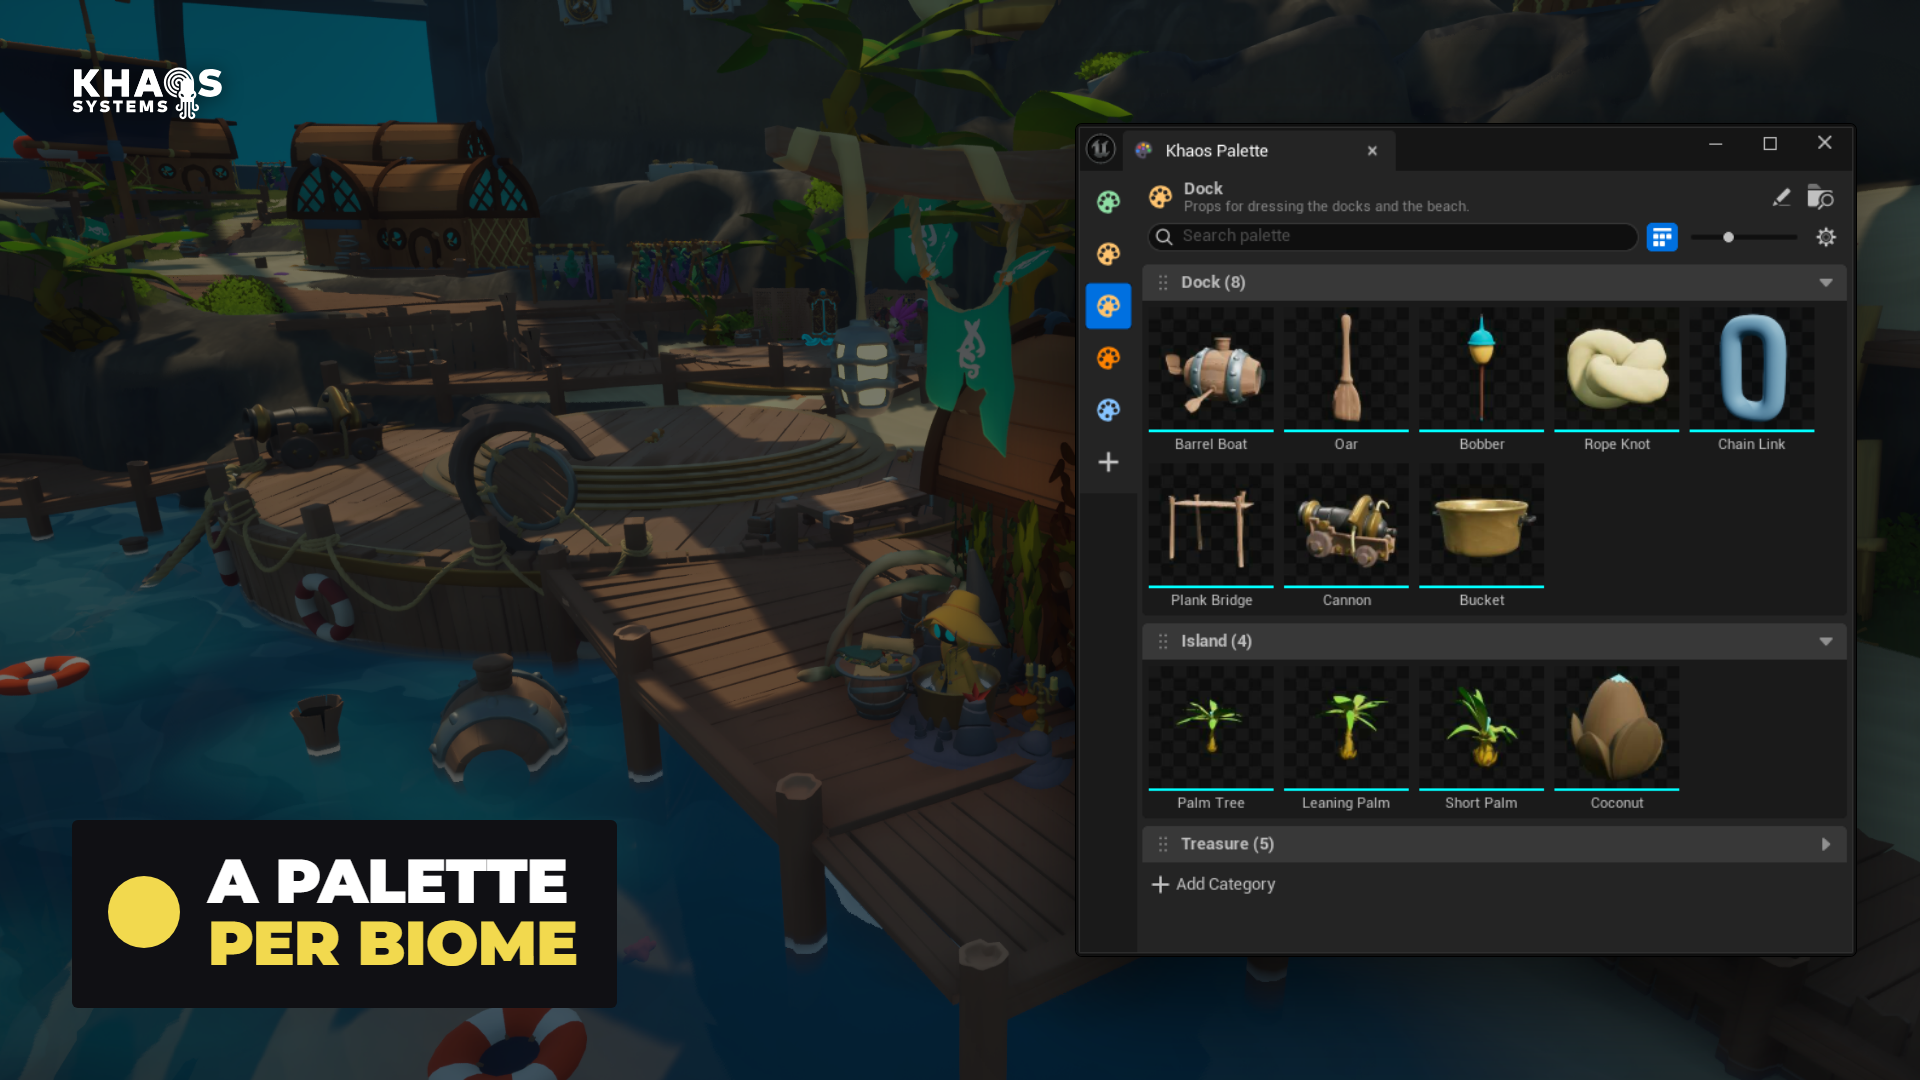 KHAOS
SYSTEMS
Khaos Palette
Dock
Props for dressing the docks and the beach.
Search palette
Dock (8)
Barrel Boat
Oar
Bobber
Rope Knot
Chain Link
Plank Bridge
Cannon
Bucket
Island (4)
Palm Tree
Leaning Palm
Short Palm
Coconut
Treasure (5)
Add Category
A PALETTE
PER BIOME